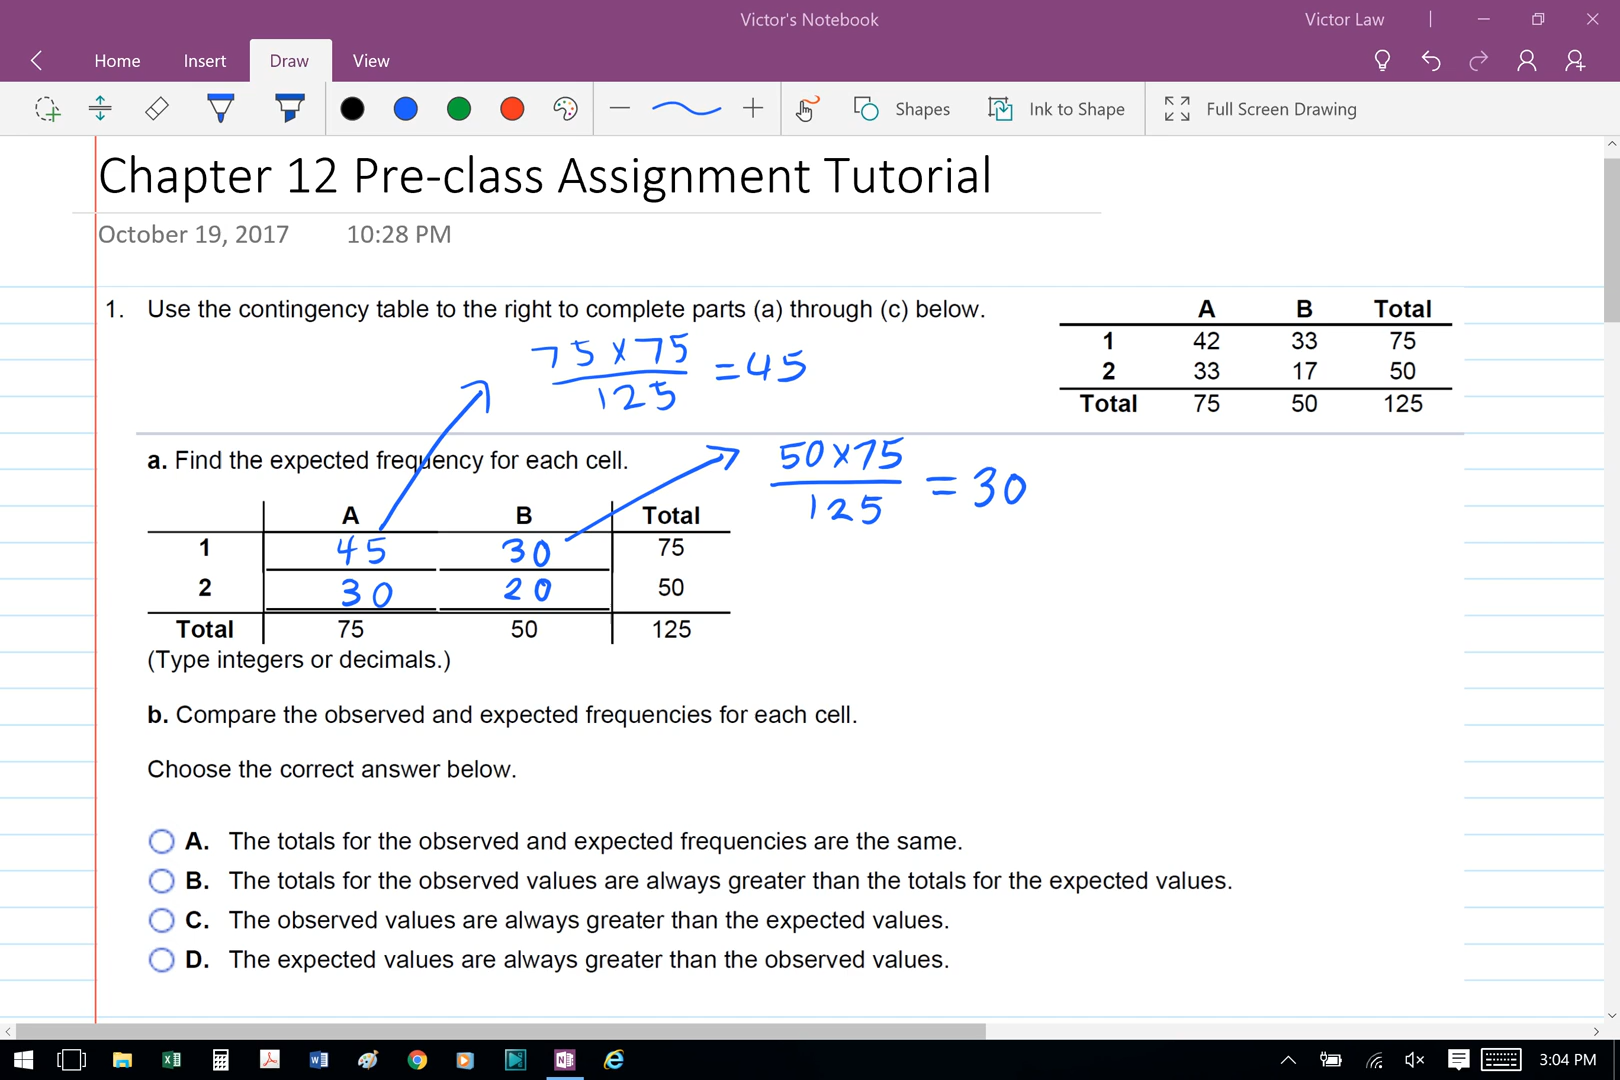 Victor's Notebook
Victor Law
Home Insert Draw View
Shapes Ink to Shape Full Screen Drawing
Chapter 12 Pre-class Assignment Tutorial
October 19, 2017 10:28 PM
1. Use the contingency table to the right to complete parts (a) through (c) below.
A B Total
1 42 33 75
2 33 17 50
Total 75 50 125
75 x 75
125
= 45
a. Find the expected frequency for each cell.
50 x 75
125
= 30
A B Total
1 45 30 75
2 30 20 50
Total 75 50 125
(Type integers or decimals.)
b. Compare the observed and expected frequencies for each cell.
Choose the correct answer below.
A. The totals for the observed and expected frequencies are the same.
B. The totals for the observed values are always greater than the totals for the expected values.
C. The observed values are always greater than the expected values.
D. The expected values are always greater than the observed values.
3:04 PM